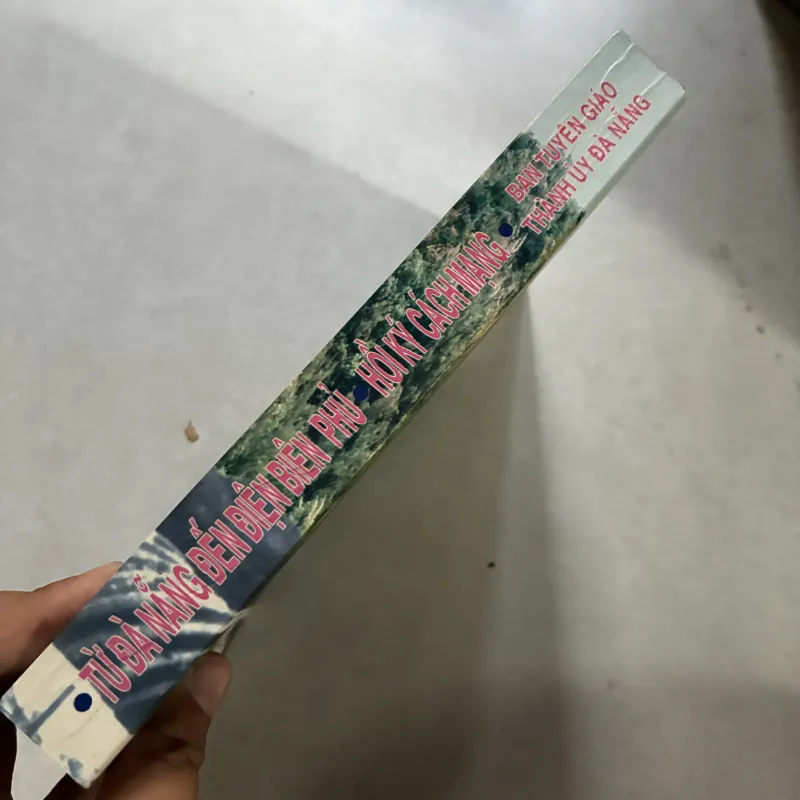 • TỪ ĐÀ NẴNG ĐẾN ĐIỆN BIÊN PHỦ • HỒI KÝ CÁCH MẠNG •
BAN TUYÊN GIÁO
THÀNH ỦY ĐÀ NẴNG